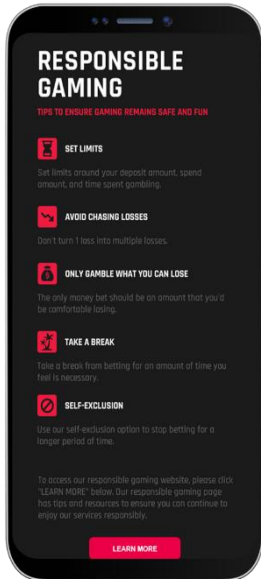 RESPONSIBLE
GAMING
TIPS TO ENSURE GAMING REMAINS SAFE AND FUN
SET LIMITS
Set limits around your deposit amount, spend
amount, and time spent gambling.
AVOID CHASING LOSSES
Don't turn 1 loss into multiple losses.
ONLY GAMBLE WHAT YOU CAN LOSE
The only money bet should be an amount that you'd
be comfortable losing.
TAKE A BREAK
Take a break from betting for an amount of time you
feel is necessary.
SELF-EXCLUSION
Use our self-exclusion option to stop betting for a
longer period of time.
To access our responsible gaming website, please click
"LEARN MORE" below. Our responsible gaming page
has tips and resources to ensure you can continue to
enjoy our services responsibly.
LEARN MORE